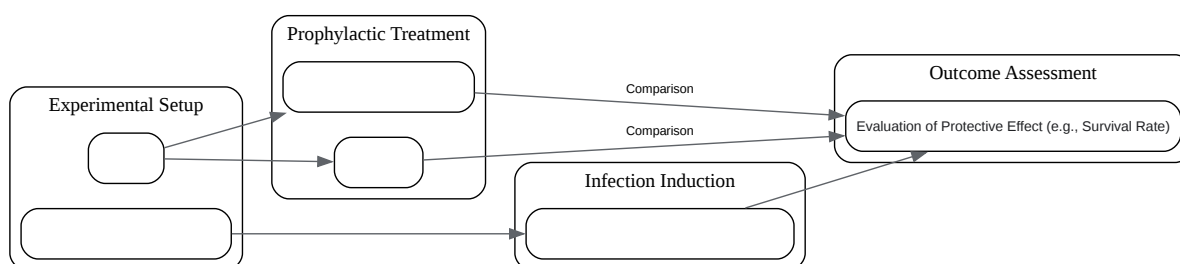 Prophylactic Treatment
Experimental Setup
Comparison
Comparison
Outcome Assessment
Evaluation of Protective Effect (e.g., Survival Rate)
Infection Induction